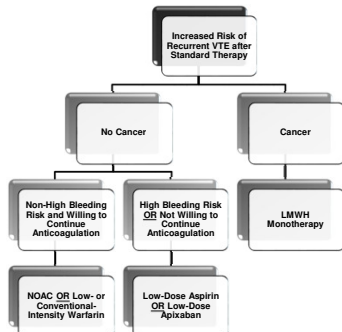 Increased Risk of
Recurrent VTE after
Standard Therapy
No Cancer
Cancer
Non-High Bleeding
Risk and Willing to
Continue
Anticoagulation
High Bleeding Risk
OR Not Willing to
Continue
Anticoagulation
LMWH
Monotherapy
NOAC OR Low- or
Conventional-
Intensity Warfarin
Low-Dose Aspirin
OR Low-Dose
Apixaban